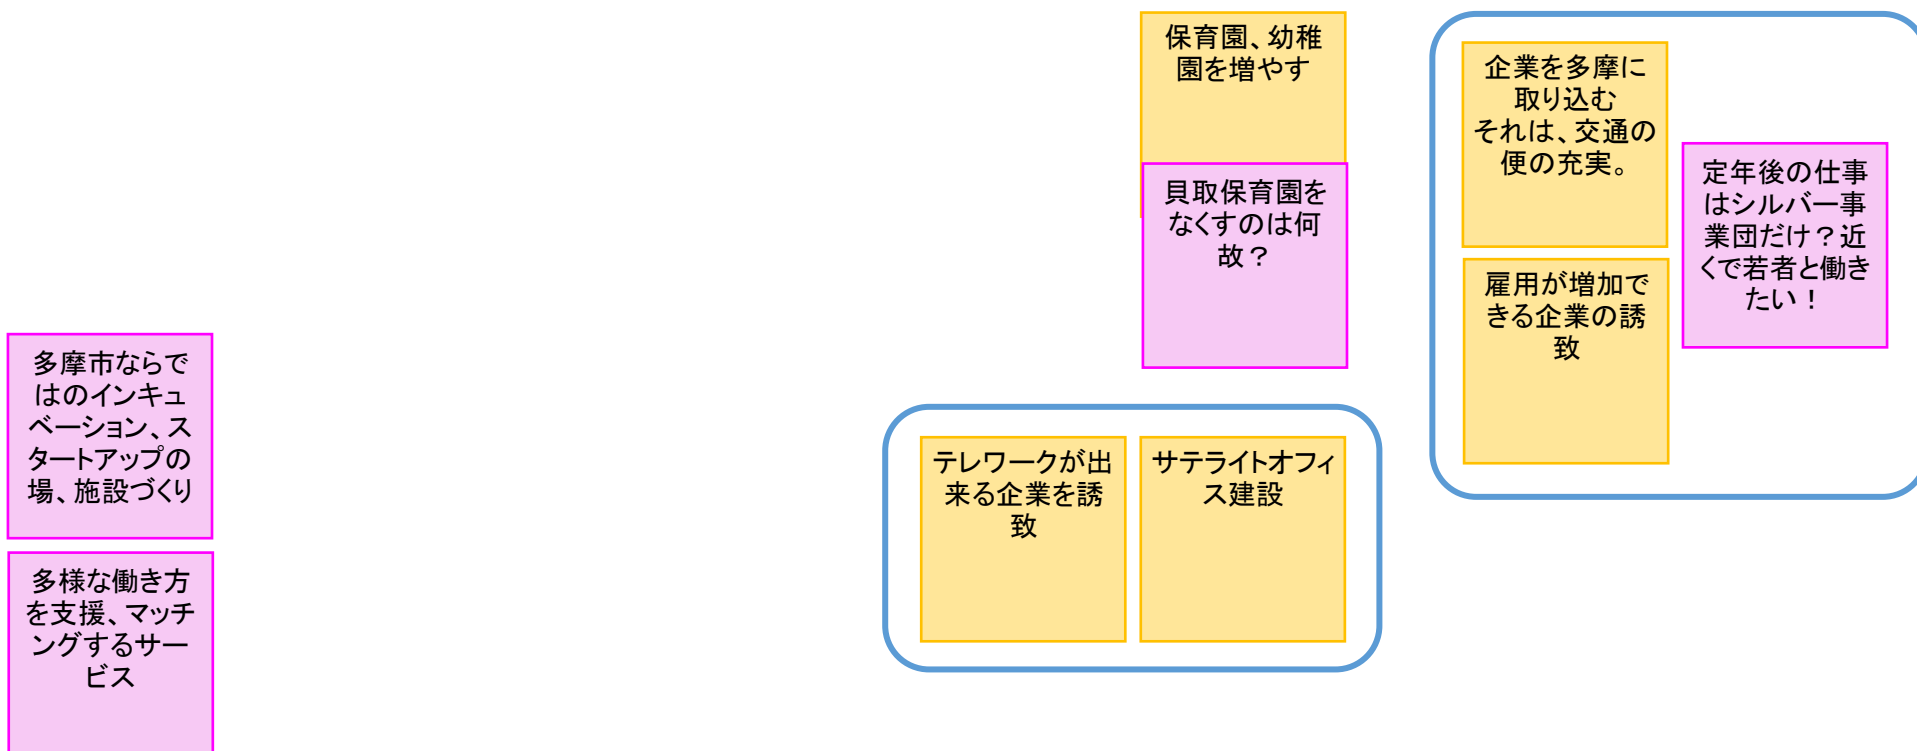 保育園、幼稚
園を増やす
貝取保育園を
なくすのは何
故？
企業を多摩に
取り込む
それは、交通の
便の充実。
定年後の仕事
はシルバー事
業団だけ？近
くで若者と働き
たい！
雇用が増加で
きる企業の誘
致
多摩市ならで
はのインキュ
ベーション、ス
タートアップの
場、施設づくり
多様な働き方
を支援、マッチ
ングするサー
ビス
テレワークが出
来る企業を誘
致
サテライトオフィ
ス建設